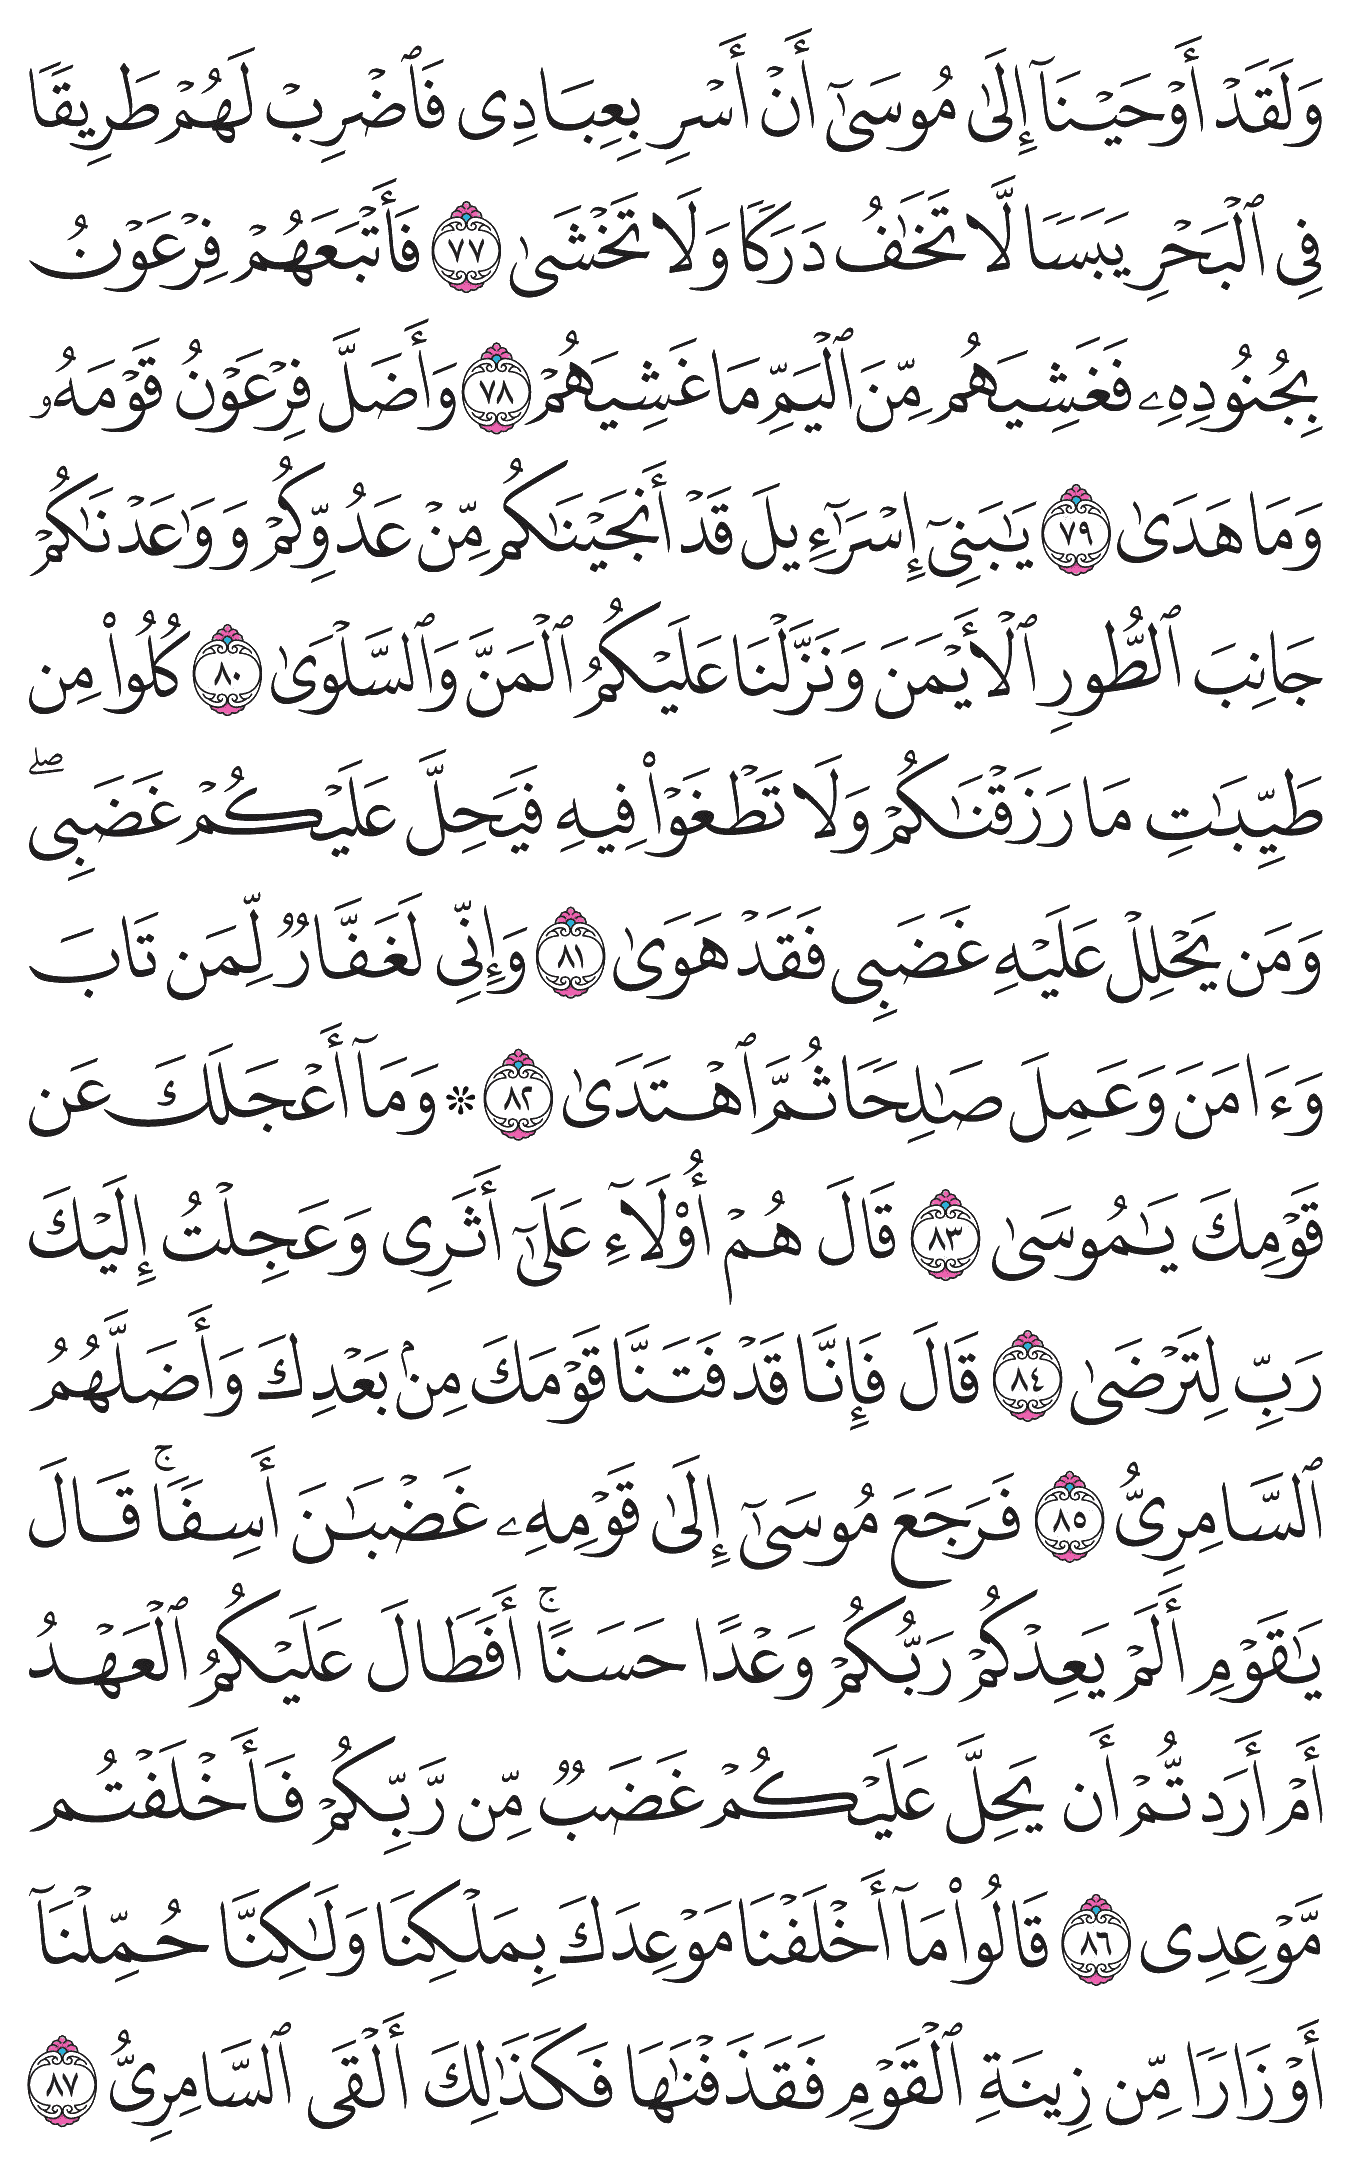 وَلَقَدۡ أَوۡحَيۡنَآ إِلَىٰ مُوسَىٰٓ أَنۡ أَسۡرِ بِعِبَادِي فَٱضۡرِبۡ لَهُمۡ طَرِيقٗا
فِي ٱلۡبَحۡرِ يَبَسٗا لَّا تَخَٰفُ دَرَكٗا وَلَا تَخۡشَىٰ ٧٧ فَأَتۡبَعَهُمۡ فِرۡعَوۡنُ
بِجُنُودِهِۦ فَغَشِيَهُم مِّنَ ٱلۡيَمِّ مَا غَشِيَهُمۡ ٧٨ وَأَضَلَّ فِرۡعَوۡنُ قَوۡمَهُۥ
وَمَا هَدَىٰ ٧٩ يَٰبَنِيٓ إِسۡرَٰٓءِيلَ قَدۡ أَنجَيۡنَٰكُم مِّنۡ عَدُوِّكُمۡ وَوَٰعَدۡنَٰكُمۡ
جَانِبَ ٱلطُّورِ ٱلۡأَيۡمَنَ وَنَزَّلۡنَا عَلَيۡكُمُ ٱلۡمَنَّ وَٱلسَّلۡوَىٰ ٨٠ كُلُواْ مِن
طَيِّبَٰتِ مَا رَزَقۡنَٰكُمۡ وَلَا تَطۡغَوۡاْ فِيهِ فَيَحِلَّ عَلَيۡكُمۡ غَضَبِيۖ
وَمَن يَحۡلِلۡ عَلَيۡهِ غَضَبِي فَقَدۡ هَوَىٰ ٨١ وَإِنِّي لَغَفَّارٞ لِّمَن تَابَ
وَءَامَنَ وَعَمِلَ صَٰلِحٗا ثُمَّ ٱهۡتَدَىٰ ٨٢ ۞ وَمَآ أَعۡجَلَكَ عَن
قَوۡمِكَ يَٰمُوسَىٰ ٨٣ قَالَ هُمۡ أُوْلَآءِ عَلَىٰٓ أَثَرِي وَعَجِلۡتُ إِلَيۡكَ
رَبِّ لِتَرۡضَىٰ ٨٤ قَالَ فَإِنَّا قَدۡ فَتَنَّا قَوۡمَكَ مِنۢ بَعۡدِكَ وَأَضَلَّهُمُ
ٱلسَّامِرِيُّ ٨٥ فَرَجَعَ مُوسَىٰٓ إِلَىٰ قَوۡمِهِۦ غَضۡبَٰنَ أَسِفٗاۚ قَالَ
يَٰقَوۡمِ أَلَمۡ يَعِدۡكُمۡ رَبُّكُمۡ وَعۡدًا حَسَنًاۚ أَفَطَالَ عَلَيۡكُمُ ٱلۡعَهۡدُ
أَمۡ أَرَدتُّمۡ أَن يَحِلَّ عَلَيۡكُمۡ غَضَبٞ مِّن رَّبِّكُمۡ فَأَخۡلَفۡتُم
مَّوۡعِدِي ٨٦ قَالُواْ مَآ أَخۡلَفۡنَا مَوۡعِدَكَ بِمَلۡكِنَا وَلَٰكِنَّا حُمِّلۡنَآ
أَوۡزَارٗا مِّن زِينَةِ ٱلۡقَوۡمِ فَقَذَفۡنَٰهَا فَكَذَٰلِكَ أَلۡقَى ٱلسَّامِرِيُّ ٨٧